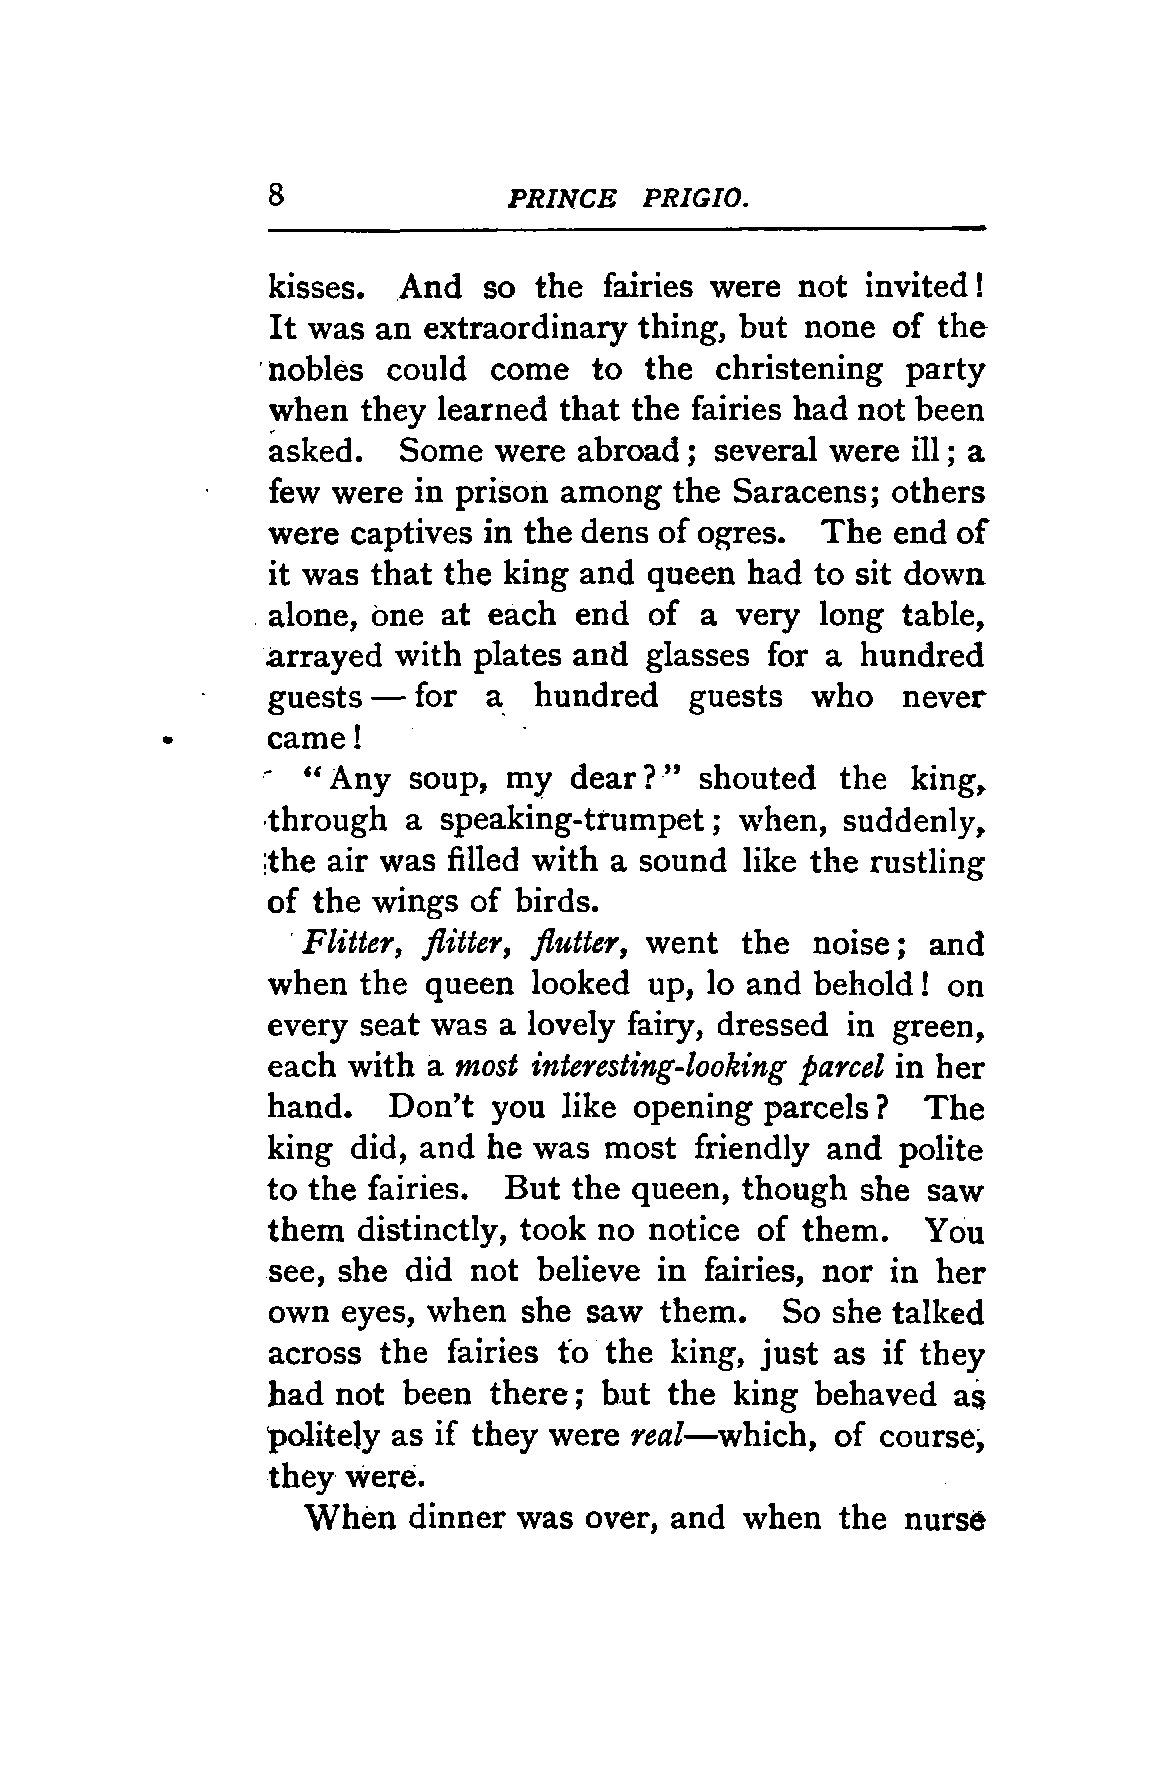 8 PRINCE PRIGIO.
kisses. And so the fairies were not invited!
It was an extraordinary thing, but none of the
nobles could come to the christening party
when they learned that the fairies had not been
asked. Some were abroad; several were ill; a
few were in prison among the Saracens; others
were captives in the dens of ogres. The end of
it was that the king and queen had to sit down
alone, one at each end of a very long table,
arrayed with plates and glasses for a hundred
guests — for a hundred guests who never
came!
"Any soup, my dear?" shouted the king,
through a speaking-trumpet; when, suddenly,
the air was filled with a sound like the rustling
of the wings of birds.
Flitter, flitter, flutter, went the noise; and
when the queen looked up, lo and behold! on
every seat was a lovely fairy, dressed in green,
each with a most interesting-looking parcel in her
hand. Don't you like opening parcels? The
king did, and he was most friendly and polite
to the fairies. But the queen, though she saw
them distinctly, took no notice of them. You
see, she did not believe in fairies, nor in her
own eyes, when she saw them. So she talked
across the fairies to the king, just as if they
had not been there; but the king behaved as
politely as if they were real—which, of course,
they were.
When dinner was over, and when the nurse